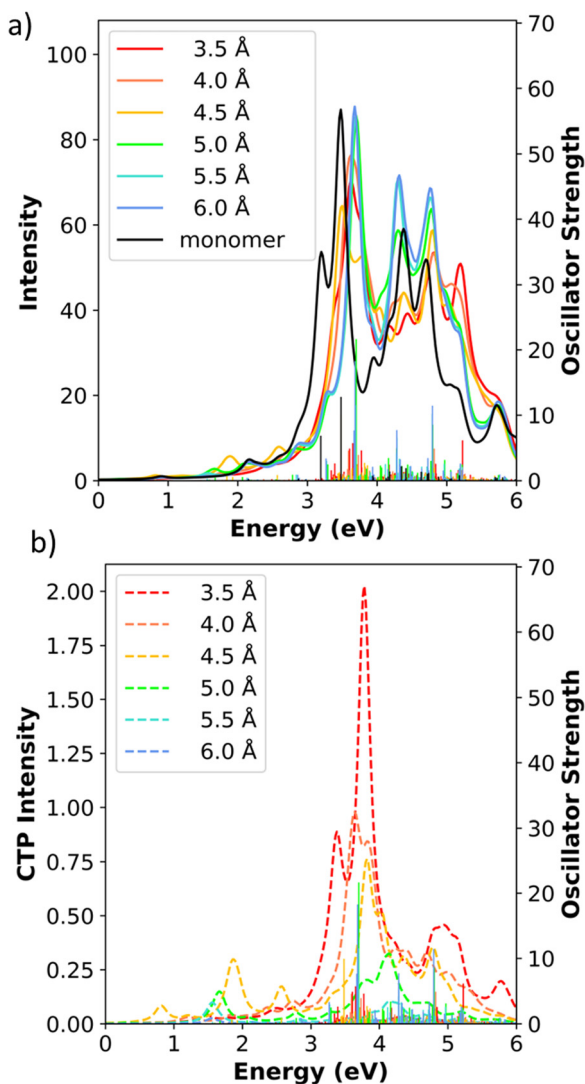 a)
100
80
60
40
20
0
Intensity
3.5 Å
4.0 Å
4.5 Å
5.0 Å
5.5 Å
6.0 Å
monomer
70
60
50
40
30
20
10
0
Oscillator Strength
0 1 2 3 4 5 6
Energy (eV)
b)
2.00
1.75
1.50
1.25
1.00
0.75
0.50
0.25
0.00
CTP Intensity
3.5 Å
4.0 Å
4.5 Å
5.0 Å
5.5 Å
6.0 Å
70
60
50
40
30
20
10
0
Oscillator Strength
0 1 2 3 4 5 6
Energy (eV)